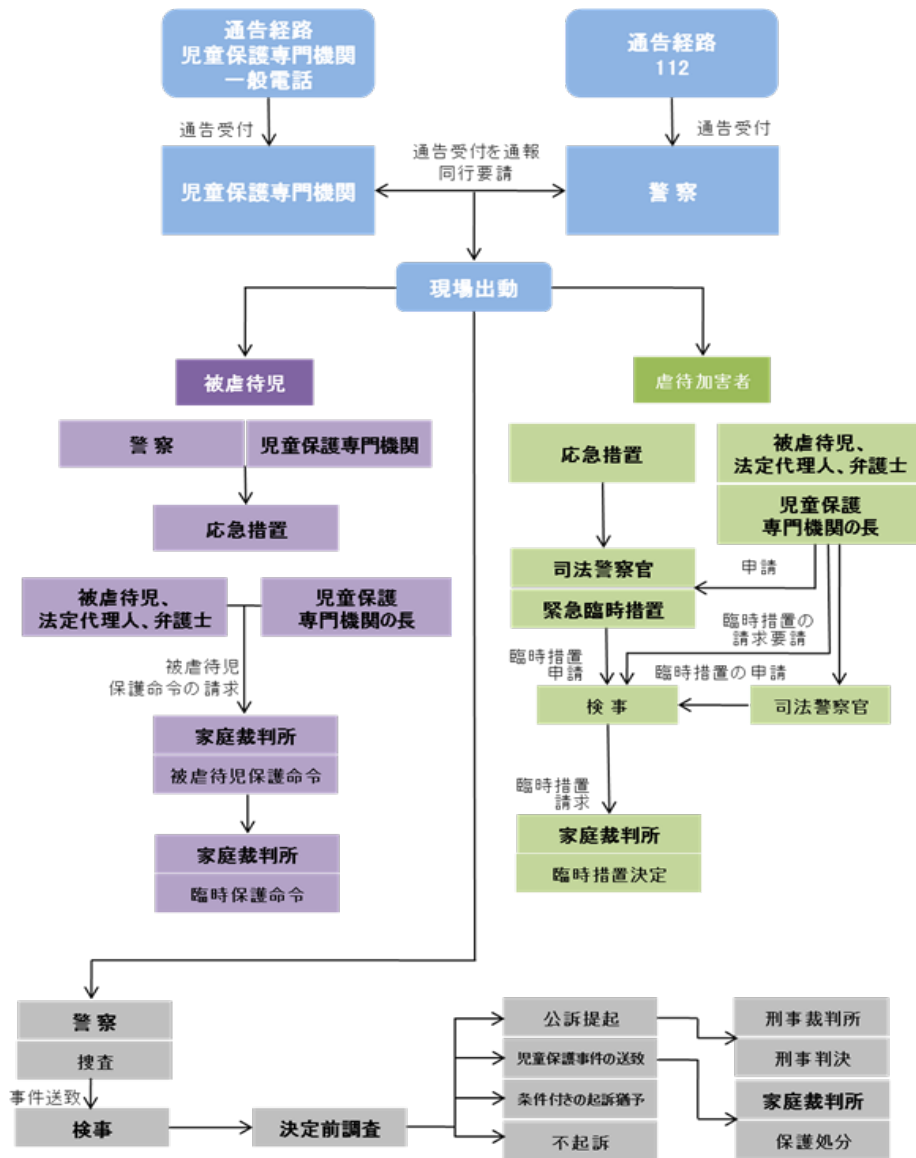 通告経路
児童保護専門機関
一般電話
通告経路
112
通告受付
通告受付
通告受付を通報
同行要請
児童保護専門機関
警察
現場出動
被虐待児
虐待加害者
警察
児童保護専門機関
応急措置
被虐待児、
法定代理人、弁護士
児童保護
専門機関の長
被虐待児
保護命令の請求
家庭裁判所
被虐待児保護命令
家庭裁判所
臨時保護命令
応急措置
被虐待児、
法定代理人、弁護士
児童保護
専門機関の長
司法警察官
緊急臨時措置
申請
臨時措置の
請求要請
臨時措置
申請
臨時措置の申請
検事
司法警察官
臨時措置
請求
家庭裁判所
臨時措置決定
警察
捜査
事件送致
検事
決定前調査
公訴提起
児童保護事件の送致
条件付きの起訴猶予
不起訴
刑事裁判所
刑事判決
家庭裁判所
保護処分